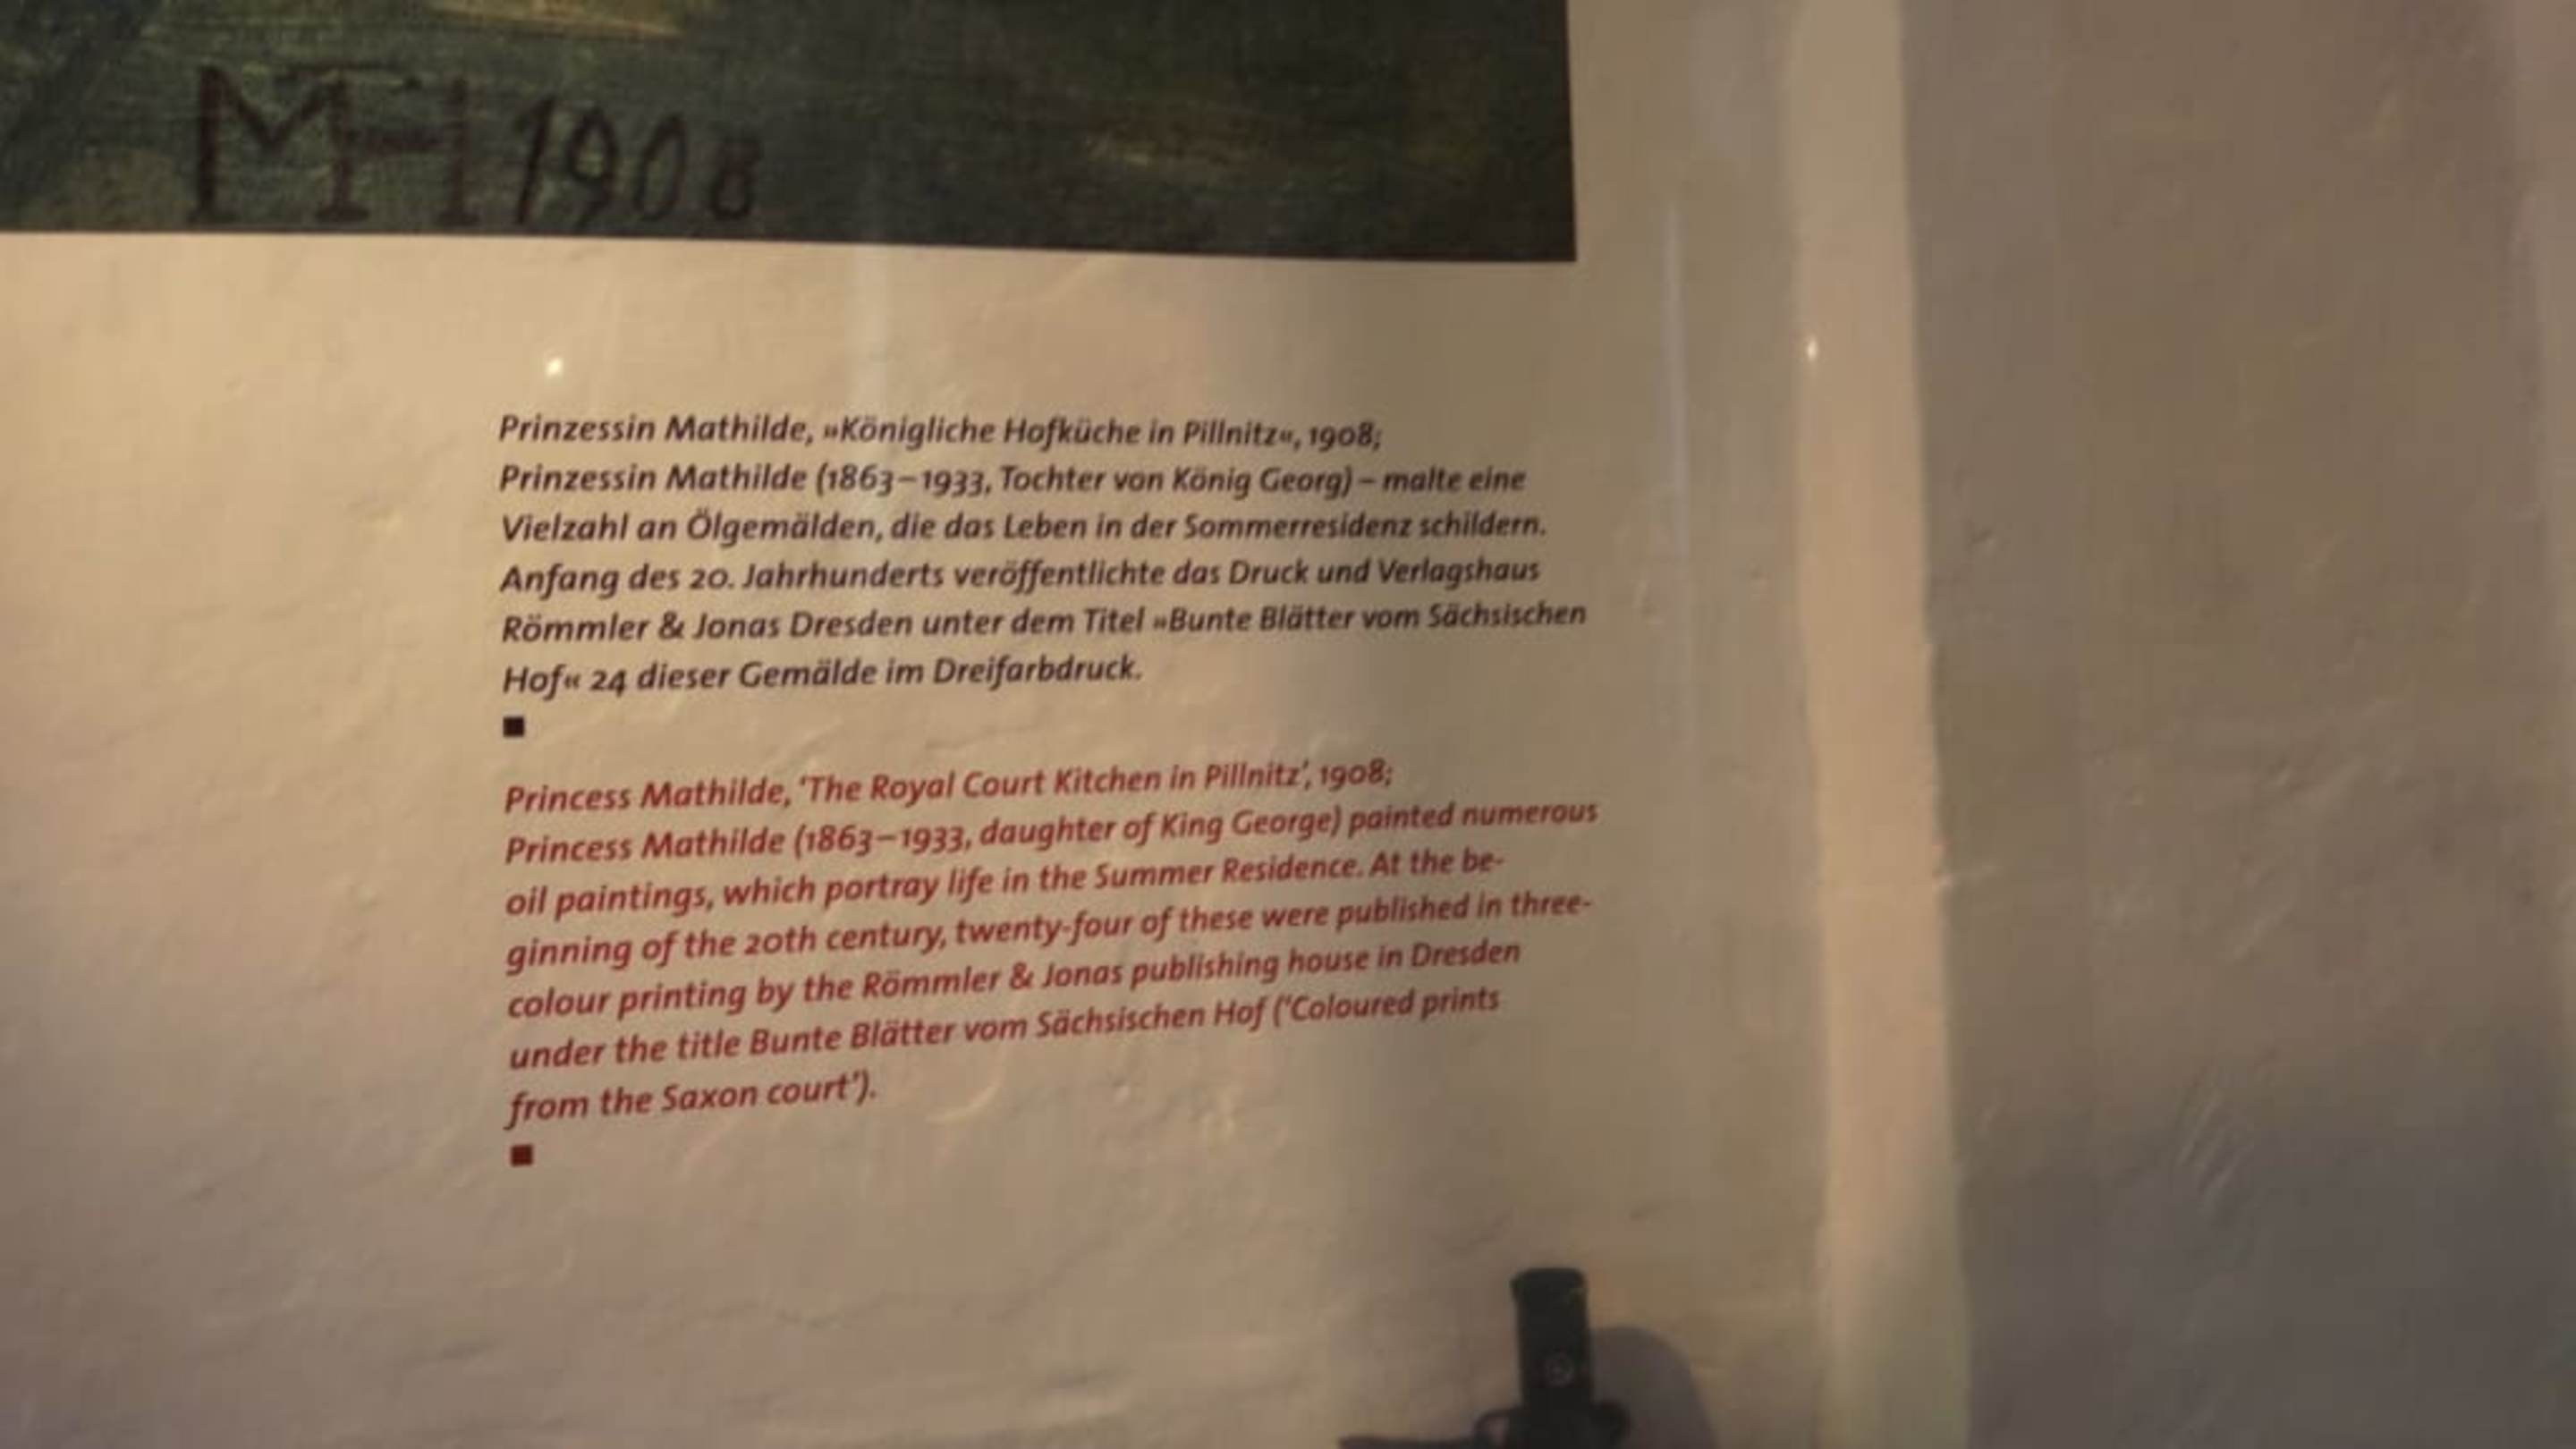 MH 1908
Prinzessin Mathilde, »Königliche Hofküche in Pillnitz«, 1908;
Prinzessin Mathilde (1863–1933, Tochter von König Georg) – malte eine
Vielzahl an Ölgemälden, die das Leben in der Sommerresidenz schildern.
Anfang des 20. Jahrhunderts veröffentlichte das Druck und Verlagshaus
Römmler & Jonas Dresden unter dem Titel »Bunte Blätter vom Sächsischen
Hof« 24 dieser Gemälde im Dreifarbdruck.
Princess Mathilde, ‘The Royal Court Kitchen in Pillnitz’, 1908;
Princess Mathilde (1863–1933, daughter of King George) painted numerous
oil paintings, which portray life in the Summer Residence. At the be-
ginning of the 20th century, twenty-four of these were published in three-
colour printing by the Römmler & Jonas publishing house in Dresden
under the title Bunte Blätter vom Sächsischen Hof (‘Coloured prints
from the Saxon court’).